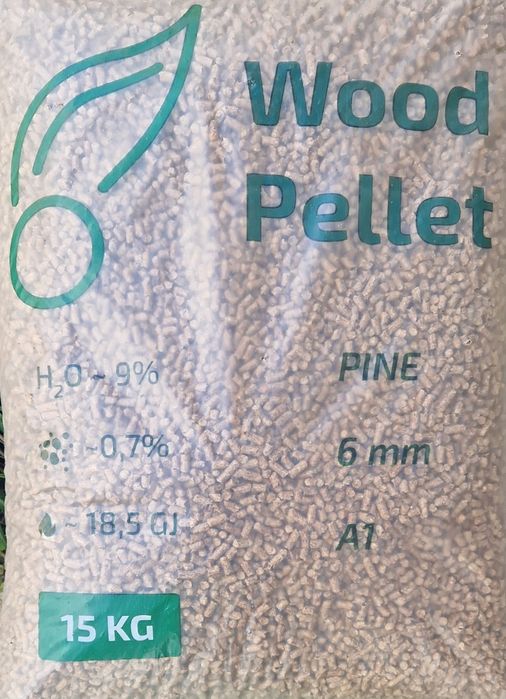 Wood
Pellet
H₂O ~ 9%
PINE
~0,7%
6 mm
~ 18,5 GJ
A1
15 KG